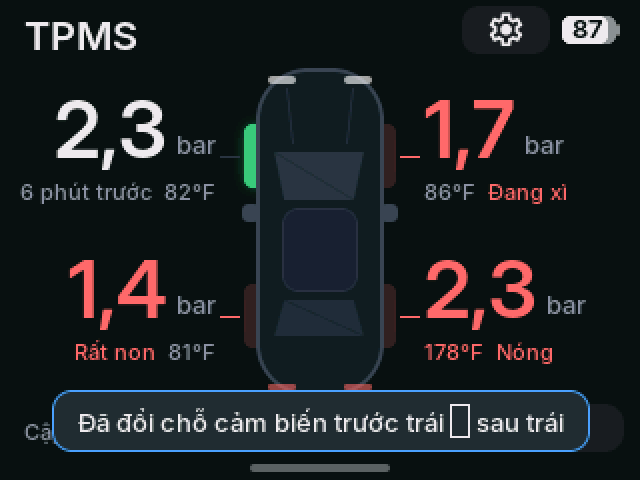 TPMS
87
2,3 bar
1,7 bar
6 phút trước 82°F
86°F Đang xì
1,4 bar
2,3 bar
Rất non 81°F
178°F Nóng
Đã đổi chỗ cảm biến trước trái sau trái